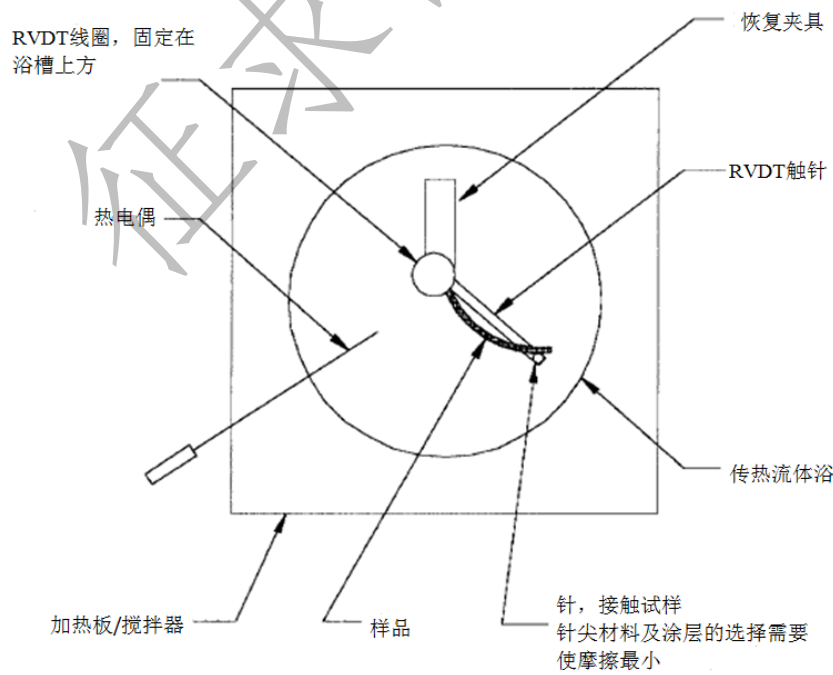 恢复夹具
RVDT线圈，固定在
浴槽上方
RVDT触针
热电偶
传热流体浴
加热板/搅拌器
样品
针，接触试样
针尖材料及涂层的选择需要
使摩擦最小
征求